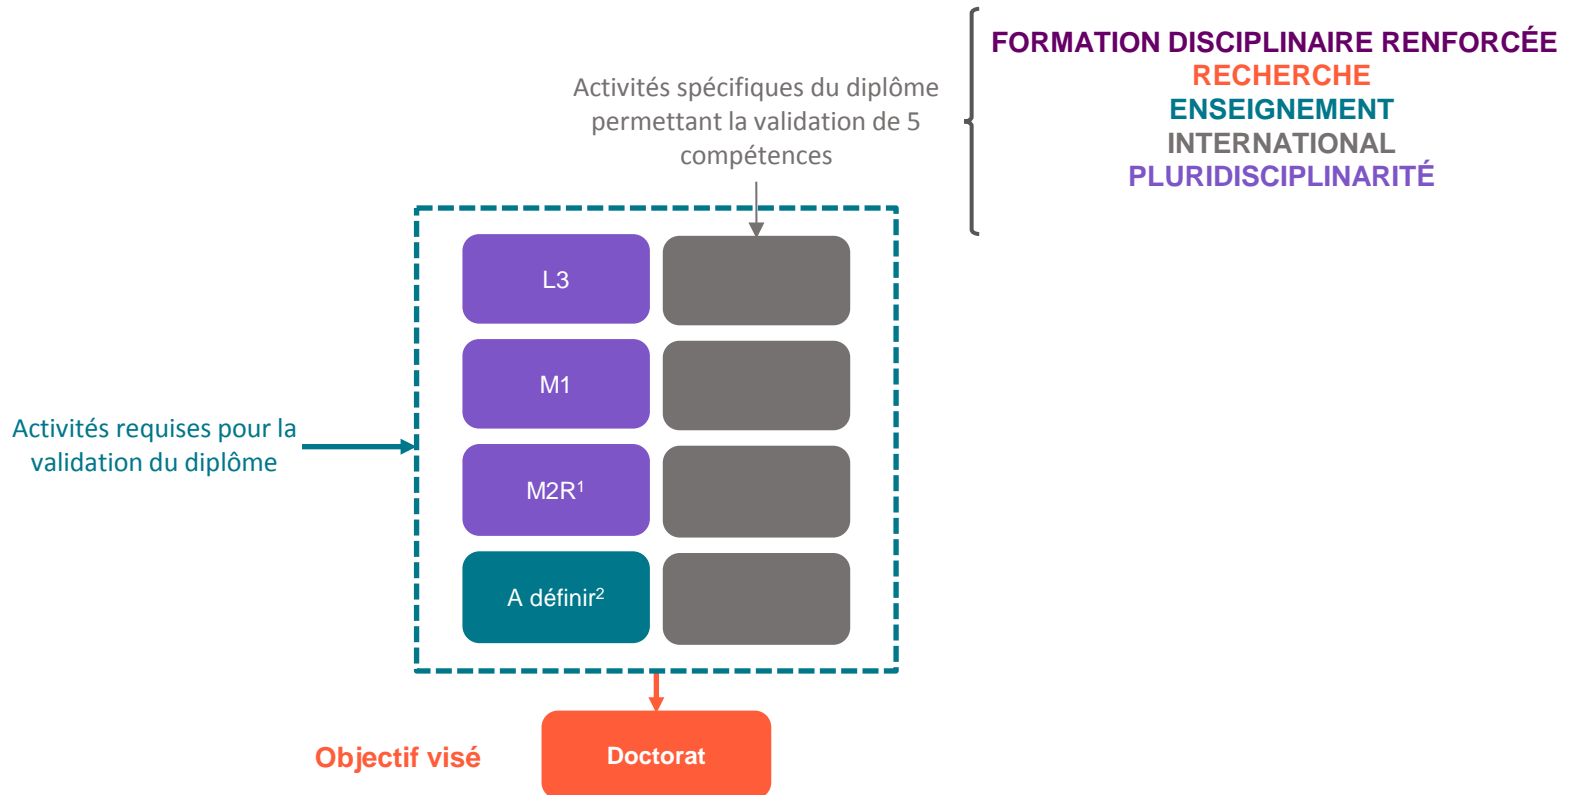 FORMATION DISCIPLINAIRE RENFORCÉE
RECHERCHE
ENSEIGNEMENT
INTERNATIONAL
PLURIDISCIPLINARITÉ
Activités spécifiques du diplôme
permettant la validation de 5
compétences
L3
M1
Activités requises pour la
validation du diplôme
M2R¹
A définir²
Objectif visé
Doctorat